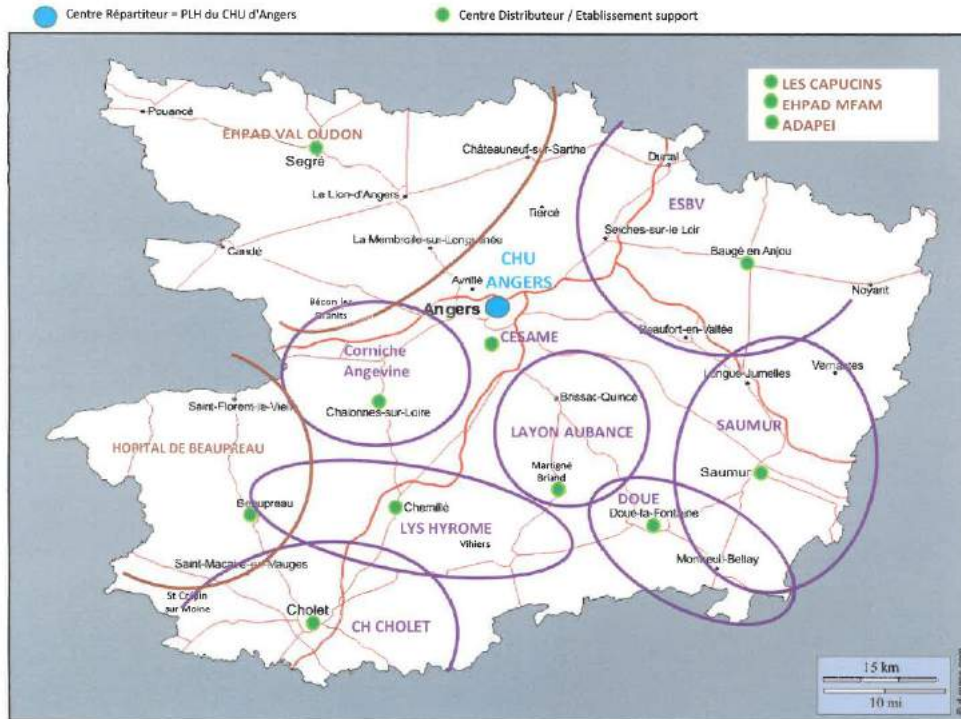 Centre Répartiteur = PLH du CHU d'Angers
Centre Distributeur / Etablissement support
LES CAPUCINS
EHPAD MFAM
ADAPEI
Pouancé
EHPAD VAL OUDON
Segré
Châteauneuf-sur-Sarthe
Durtal
Le Lion-d'Angers
Tiercé
ESBV
Candé
La Membrolle-sur-Longuenée
Seiches-sur-le Loir
Baugé en Anjou
CHU
ANGERS
Avrillé
Noyant
Bécon les
Granits
Angers
CESAME
Beaufort-en-Vallée
Corniche
Angevine
Vernantes
Longué-Jumelles
Saint-Florent-le-Vieil
Chalonnes-sur-Loire
Brissac-Quincé
LAYON AUBANCE
SAUMUR
HOPITAL DE BEAUPREAU
Martigné
Briand
Saumur
Beaupreau
Chemillé
DOUE
Doué-la-Fontaine
LYS HYROME
Vihiers
Saint-Macaire-en-Mauges
Montreuil-Bellay
St Crépin
sur Moine
Cholet
CH CHOLET
15 km
10 mi